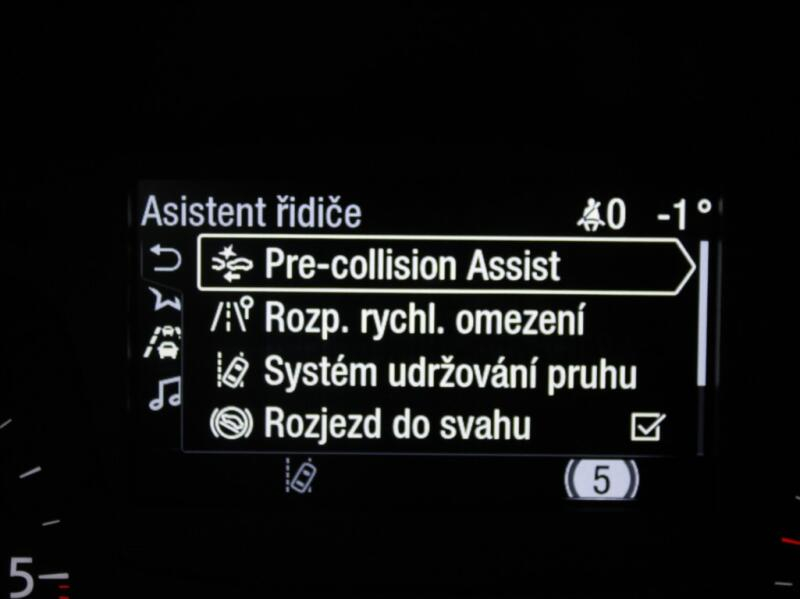 Asistent řidiče 0 -1°
Pre-collision Assist
Rozp. rychl. omezení
Systém udržování pruhu
Rozjezd do svahu
5
5